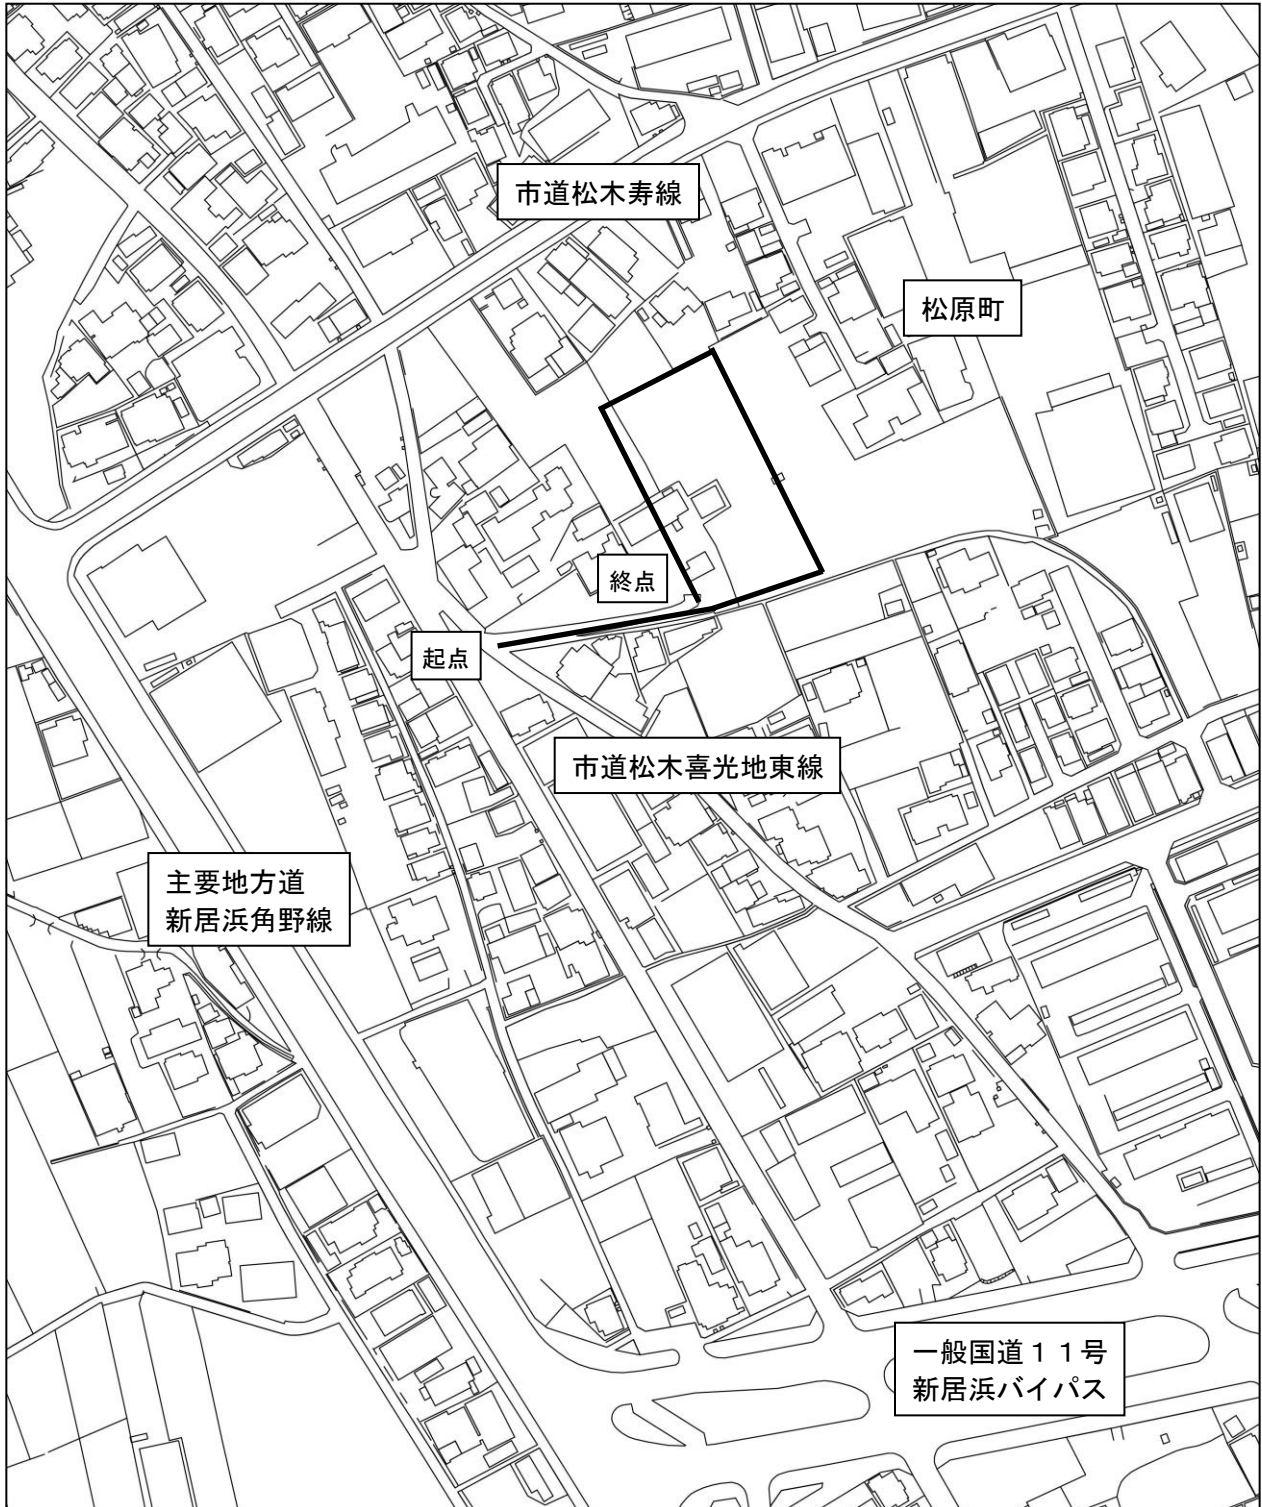 市道松木寿線
松原町
終点
起点
市道松木喜光地東線
主要地方道
新居浜角野線
一般国道１１号
新居浜バイパス